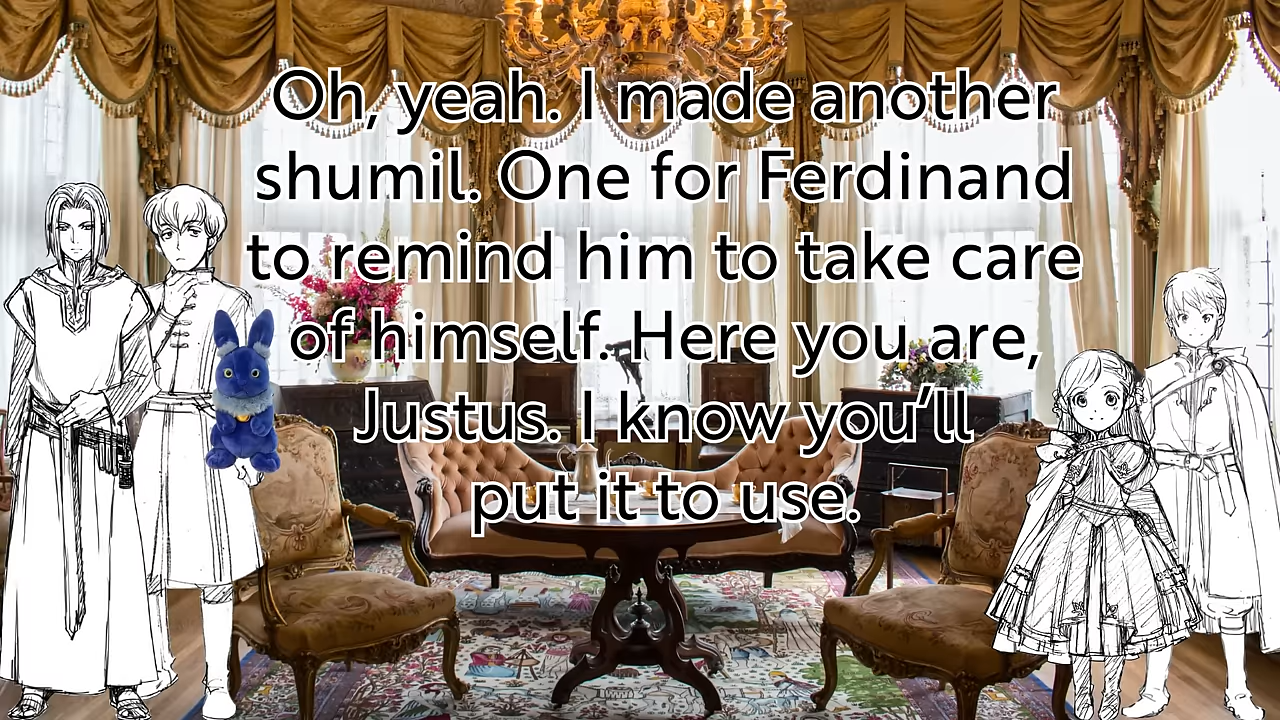 Oh, yeah. I made another
shumil. One for Ferdinand
to remind him to take care
of himself. Here you are,
Justus. I know you’ll
put it to use.